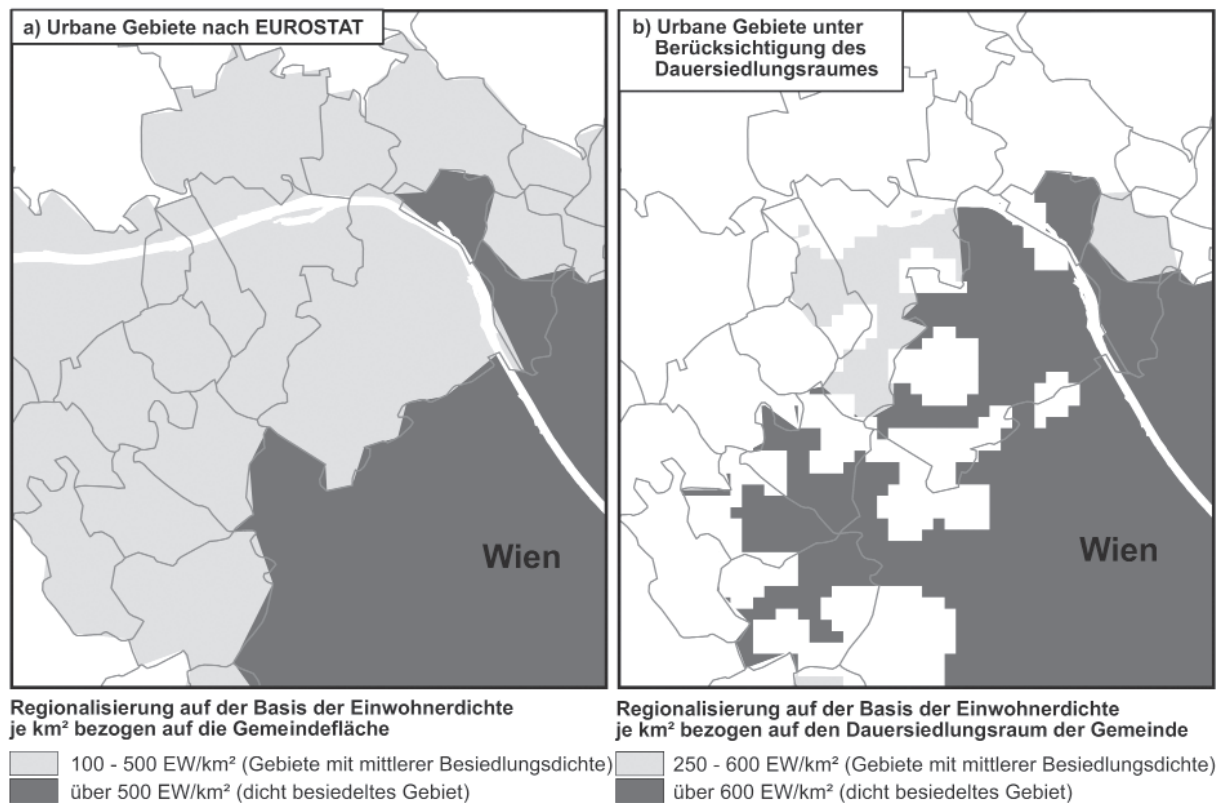 a) Urbane Gebiete nach EUROSTAT
Wien
Regionalisierung auf der Basis der Einwohnerdichte
je km² bezogen auf die Gemeindefläche
100 - 500 EW/km² (Gebiete mit mittlerer Besiedlungsdichte)
über 500 EW/km² (dicht besiedeltes Gebiet)
b) Urbane Gebiete unter
Berücksichtigung des
Dauersiedlungsraumes
Wien
Regionalisierung auf der Basis der Einwohnerdichte
je km² bezogen auf den Dauersiedlungsraum der Gemeinde
250 - 600 EW/km² (Gebiete mit mittlerer Besiedlungsdichte)
über 600 EW/km² (dicht besiedeltes Gebiet)